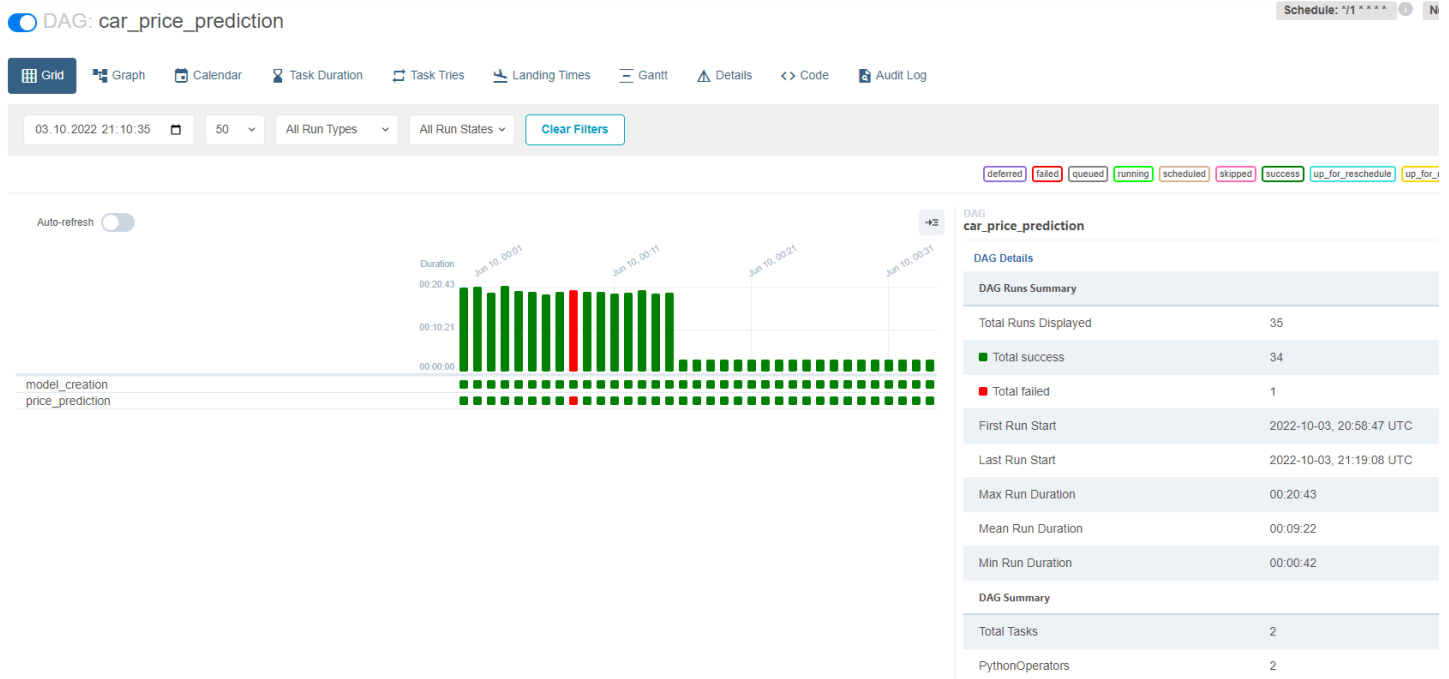 DAG: car_price_prediction
Schedule: */1 * * * *
Grid Graph Calendar Task Duration Task Tries Landing Times Gantt Details Code Audit Log
03.10.2022 21:10:35 50 All Run Types All Run States Clear Filters
deferred failed queued running scheduled skipped success up_for_reschedule
Auto-refresh
Duration
Jun 10, 00:01 Jun 10, 00:11 Jun 10, 00:21 Jun 10, 00:31
00:20:43
00:10:21
00:00:00
model_creation
price_prediction
DAG
car_price_prediction
DAG Details
DAG Runs Summary
Total Runs Displayed 35
Total success 34
Total failed 1
First Run Start 2022-10-03, 20:58:47 UTC
Last Run Start 2022-10-03, 21:19:08 UTC
Max Run Duration 00:20:43
Mean Run Duration 00:09:22
Min Run Duration 00:00:42
DAG Summary
Total Tasks 2
PythonOperators 2